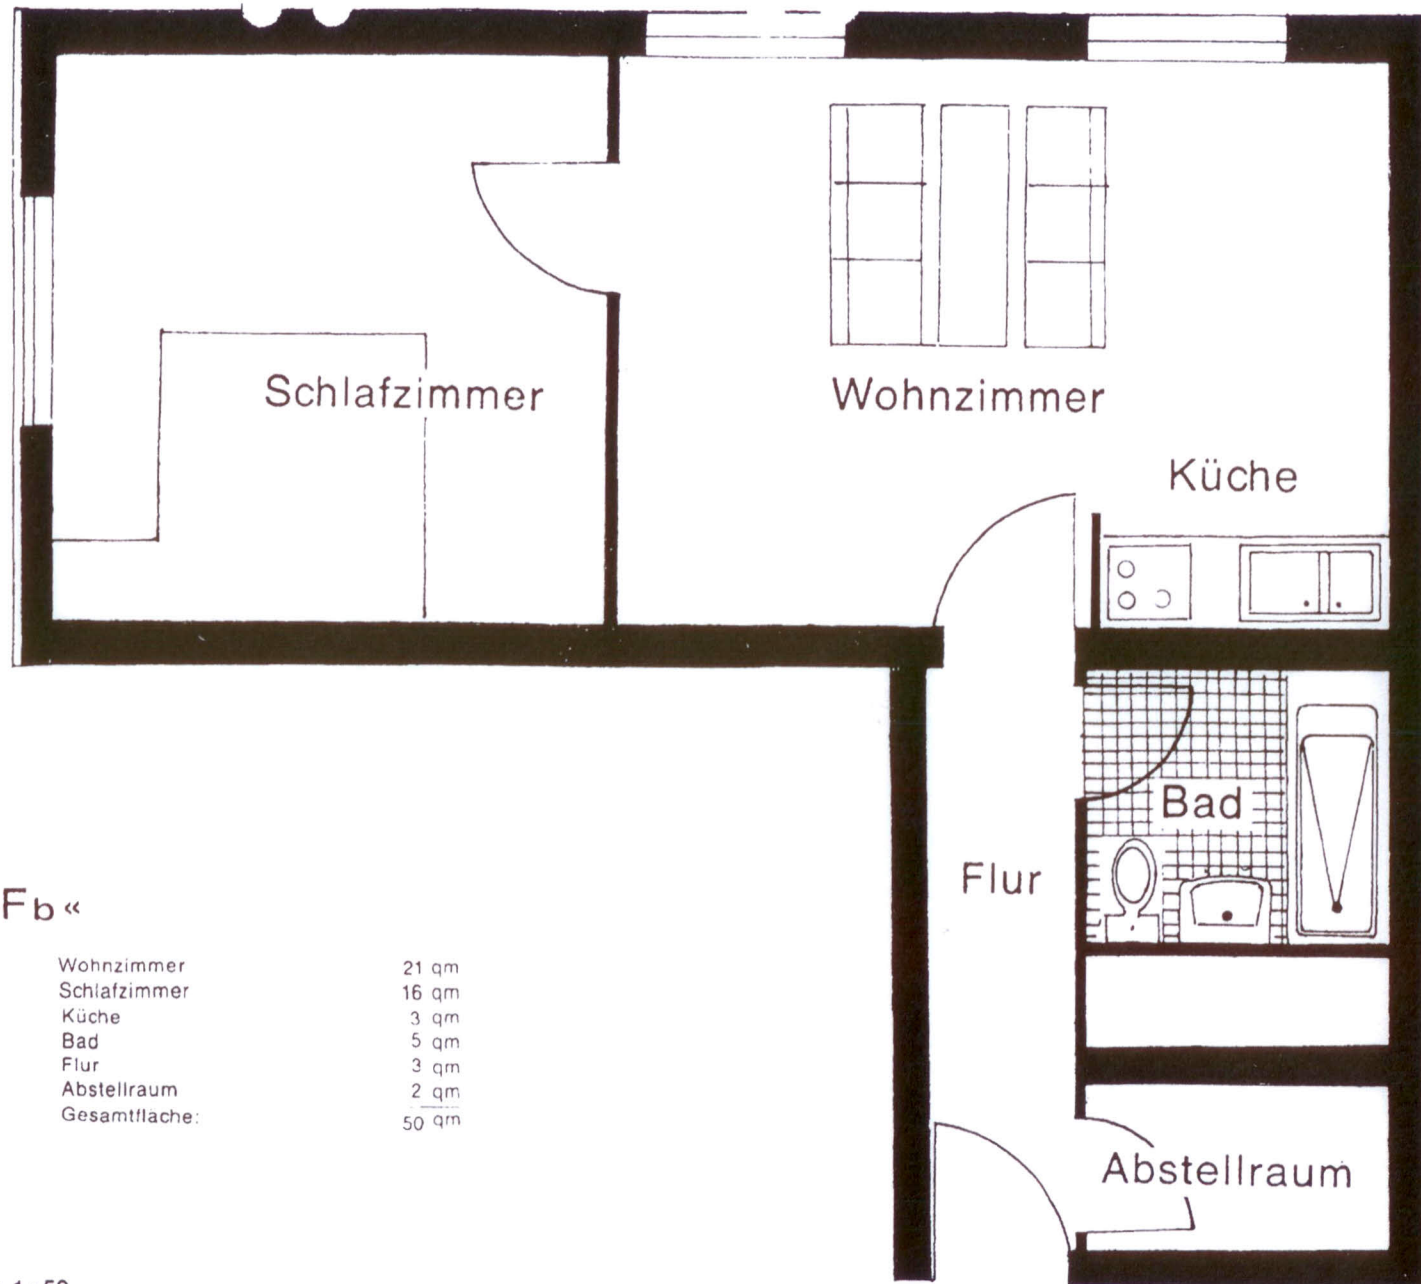 Schlafzimmer
Wohnzimmer
Küche
Bad
Flur
Abstellraum
Fb«
Wohnzimmer 21 qm
Schlafzimmer 16 qm
Küche 3 qm
Bad 5 qm
Flur 3 qm
Abstellraum 2 qm
Gesamtfläche: 50 qm